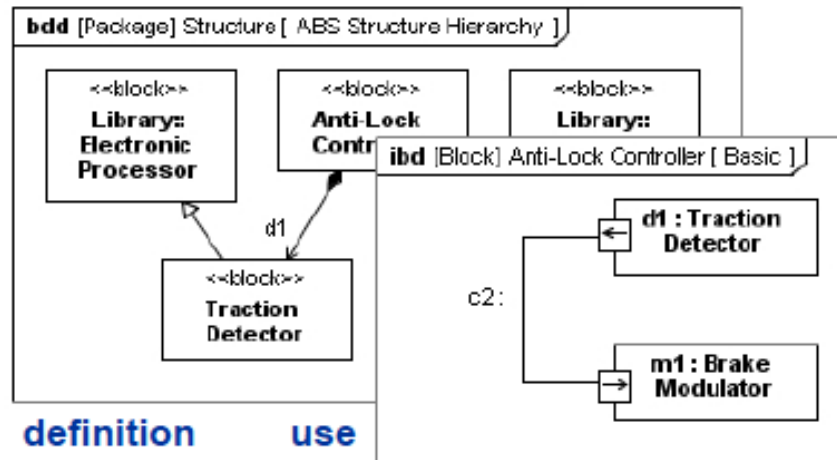 bdd [Package] Structure [ ABS Structure Hierarchy ]
<<block>>
Library::
Electronic
Processor
<<block>>
Anti-Lock
<<block>>
Library::
d1
<<block>>
Traction
Detector
definition
use
ibd [Block] Anti-Lock Controller [ Basic ]
d1 : Traction
Detector
c2:
m1 : Brake
Modulator